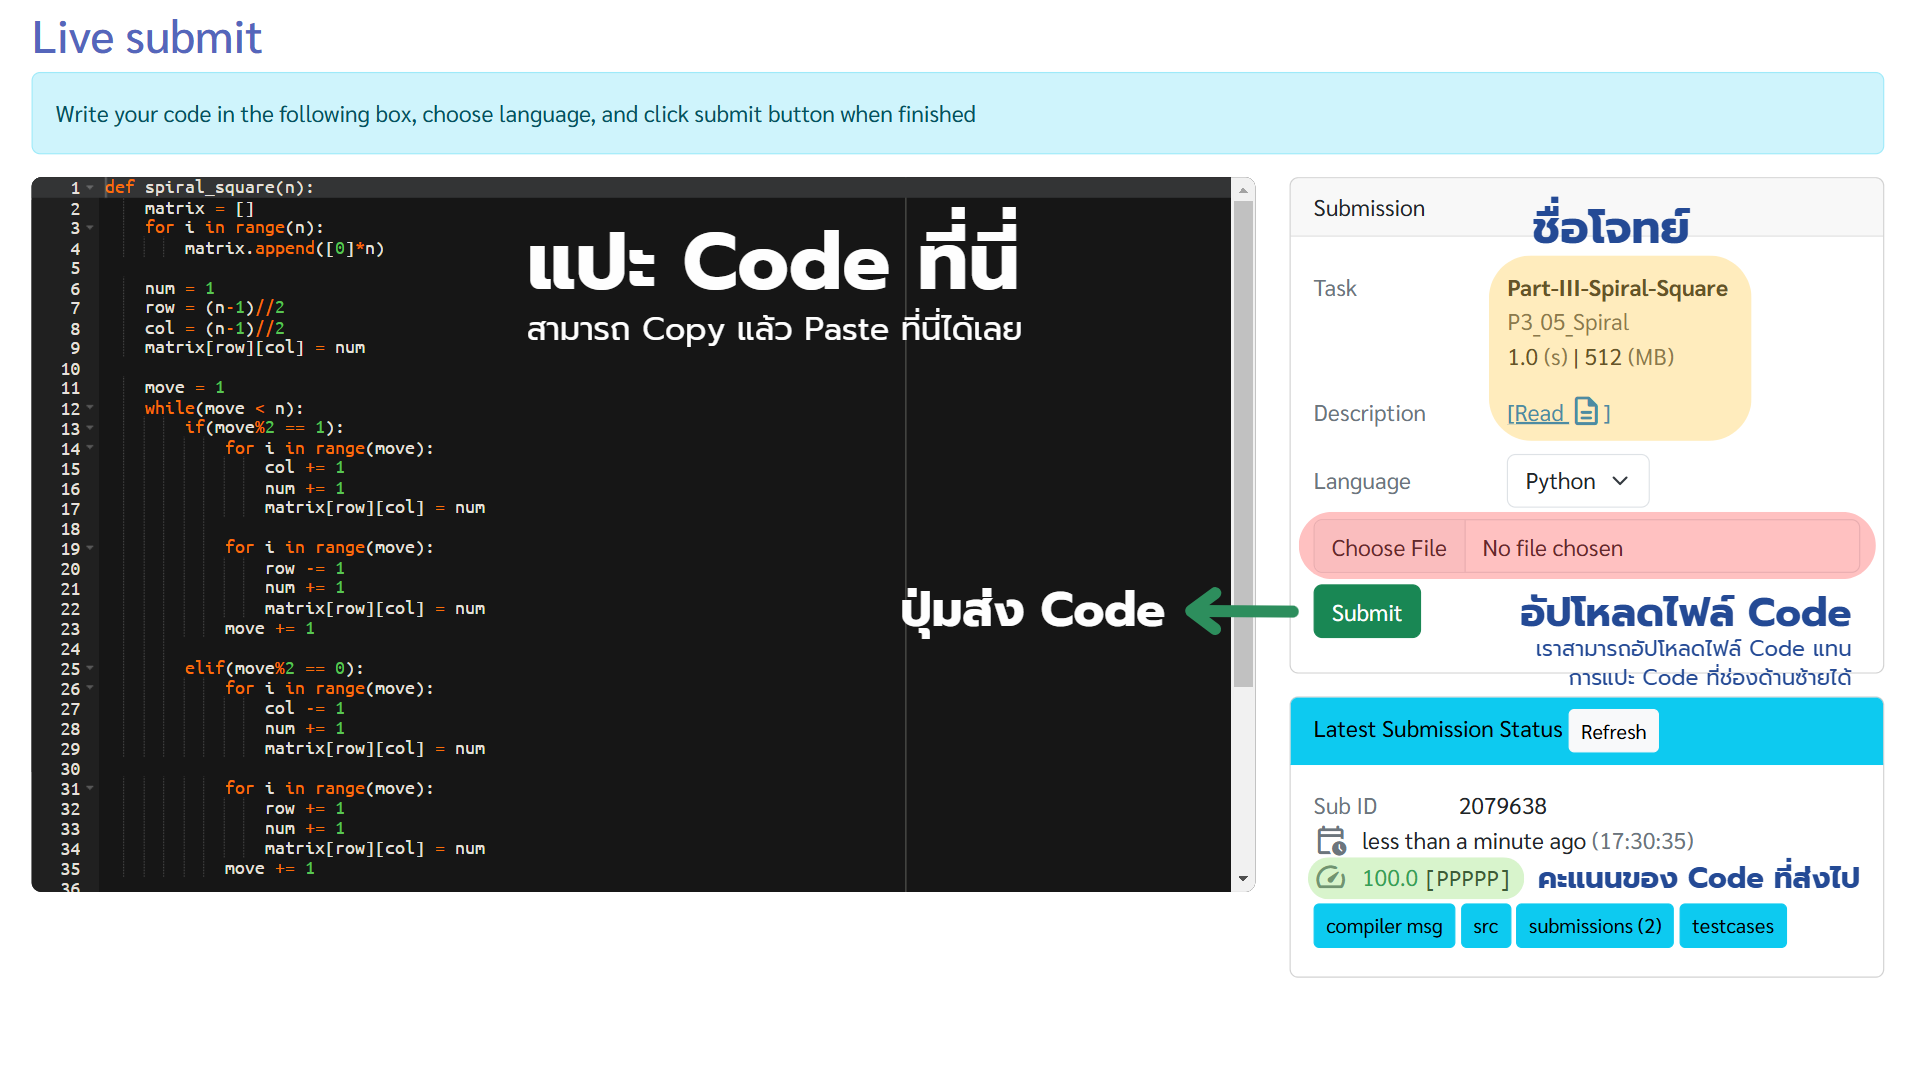 Live submit
Write your code in the following box, choose language, and click submit button when finished
1 def spiral_square(n):
2 matrix = []
3 for i in range(n):
4 matrix.append([0]*n)
5
6 num = 1
7 row = (n-1)//2
8 col = (n-1)//2
9 matrix[row][col] = num
10
11 move = 1
12 while(move < n):
13 if(move%2 == 1):
14 for i in range(move):
15 col += 1
16 num += 1
17 matrix[row][col] = num
18
19 for i in range(move):
20 row -= 1
21 num += 1
22 matrix[row][col] = num
23 move += 1
24
25 elif(move%2 == 0):
26 for i in range(move):
27 col -= 1
28 num += 1
29 matrix[row][col] = num
30
31 for i in range(move):
32 row += 1
33 num += 1
34 matrix[row][col] = num
35 move += 1
36
แปะ Code ที่นี่
สามารถ Copy แล้ว Paste ที่นี่ได้เลย
ปุ่มส่ง Code
Submission
ชื่อโจทย์
Task
Part-III-Spiral-Square
P3_05_Spiral
1.0 (s) | 512 (MB)
Description
[Read ]
Language
Python
Choose File
No file chosen
Submit
อัปโหลดไฟล์ Code
เราสามารถอัปโหลดไฟล์ Code แทน
การแปะ Code ที่ช่องด้านซ้ายได้
Latest Submission Status
Refresh
Sub ID
2079638
less than a minute ago (17:30:35)
100.0 [PPPPP]
คะแนนของ Code ที่ส่งไป
compiler msg
src
submissions (2)
testcases